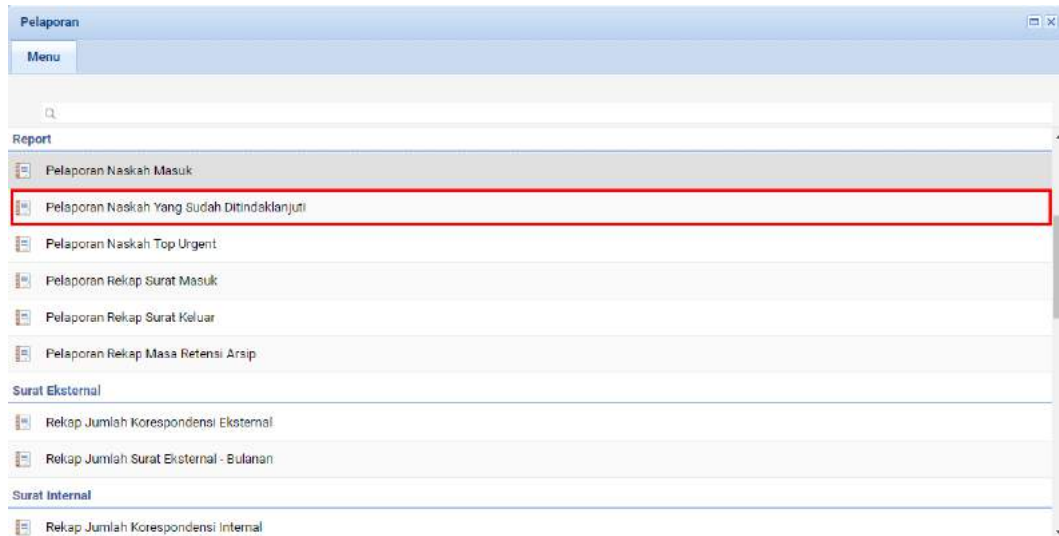 Pelaporan
Menu
Report
Pelaporan Naskah Masuk
Pelaporan Naskah Yang Sudah Ditindaklanjuti
Pelaporan Naskah Top Urgent
Pelaporan Rekap Surat Masuk
Pelaporan Rekap Surat Keluar
Pelaporan Rekap Masa Retensi Arsip
Surat Eksternal
Rekap Jumlah Korespondensi Eksternal
Rekap Jumlah Surat Eksternal - Bulanan
Surat Internal
Rekap Jumlah Korespondensi Internal